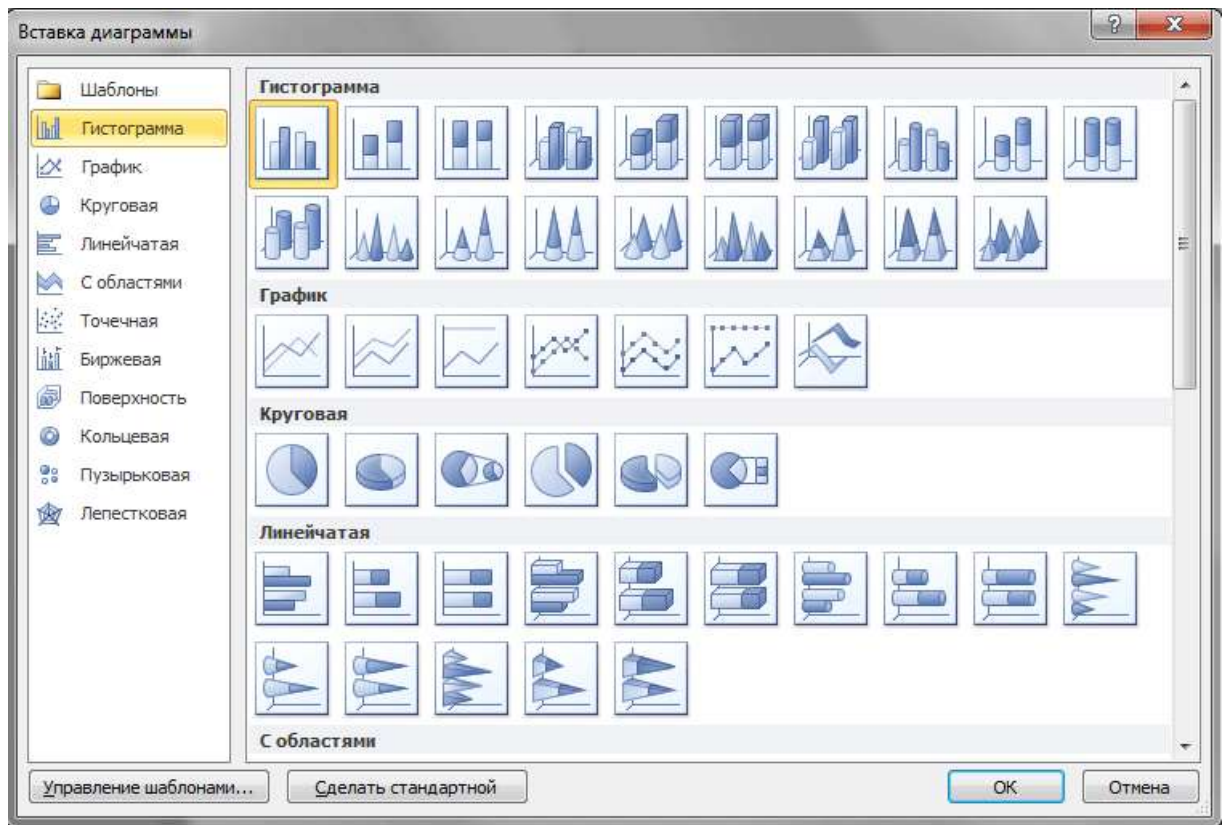 Вставка диаграммы
Шаблоны
Гистограмма
График
Круговая
Линейчатая
С областями
Точечная
Биржевая
Поверхность
Кольцевая
Пузырьковая
Лепестковая
Гистограмма
График
Круговая
Линейчатая
С областями
Управление шаблонами...
Сделать стандартной
ОК
Отмена